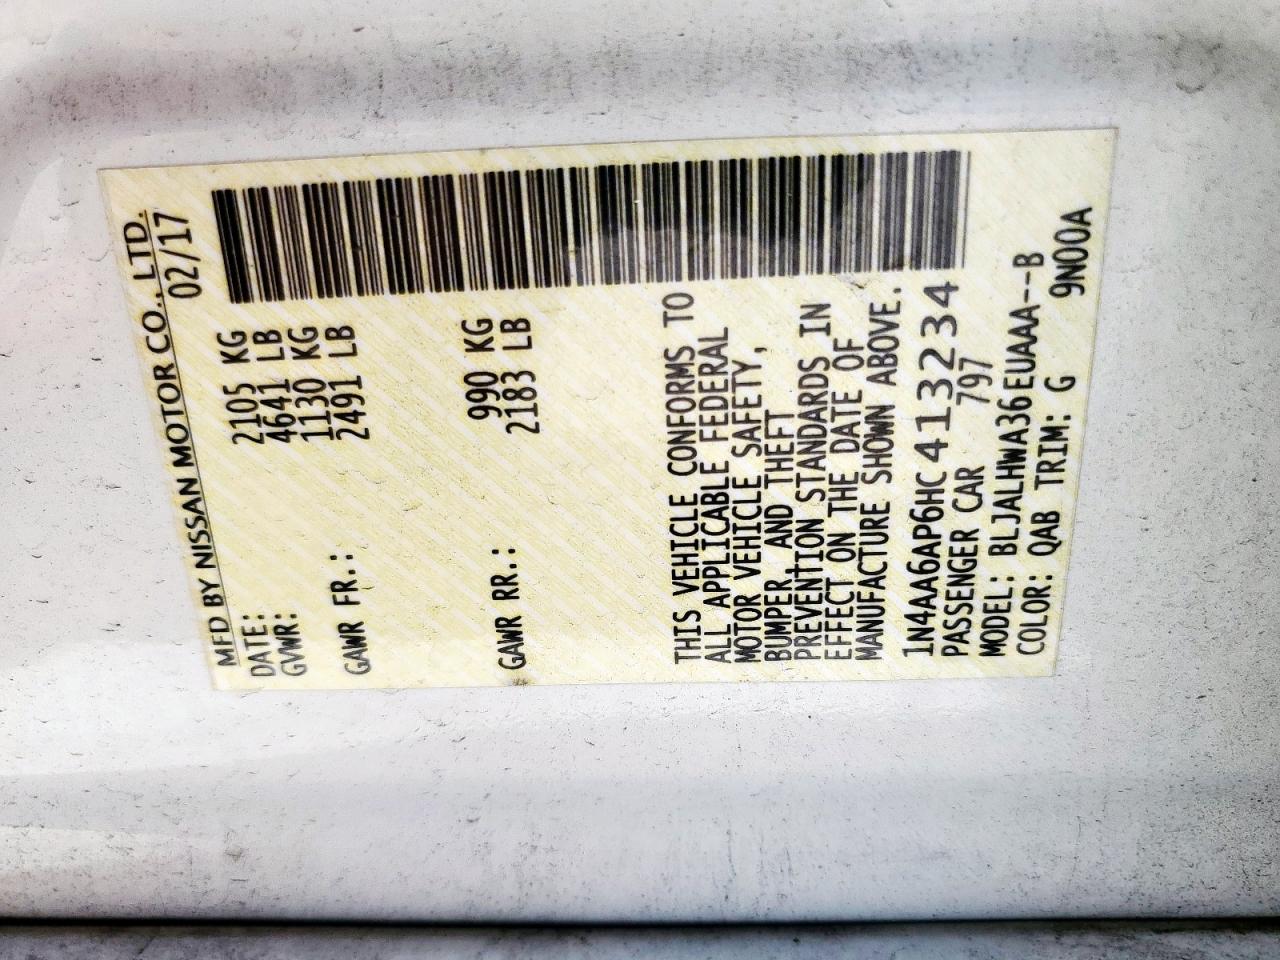 MFD BY NISSAN MOTOR CO., LTD.
DATE: 02/17
GVWR: 2105 KG
4641 LB
GAWR FR.: 1130 KG
2491 LB
GAWR RR.: 990 KG
2183 LB
THIS VEHICLE CONFORMS TO
ALL APPLICABLE FEDERAL
MOTOR VEHICLE SAFETY,
BUMPER, AND THEFT
PREVENTION STANDARDS IN
EFFECT ON THE DATE OF
MANUFACTURE SHOWN ABOVE.
1N4AA6AP6HC413234
PASSENGER CAR 797
MODEL: BLJALHWA36EUAAA--B
COLOR: QAB TRIM: G 9N00A